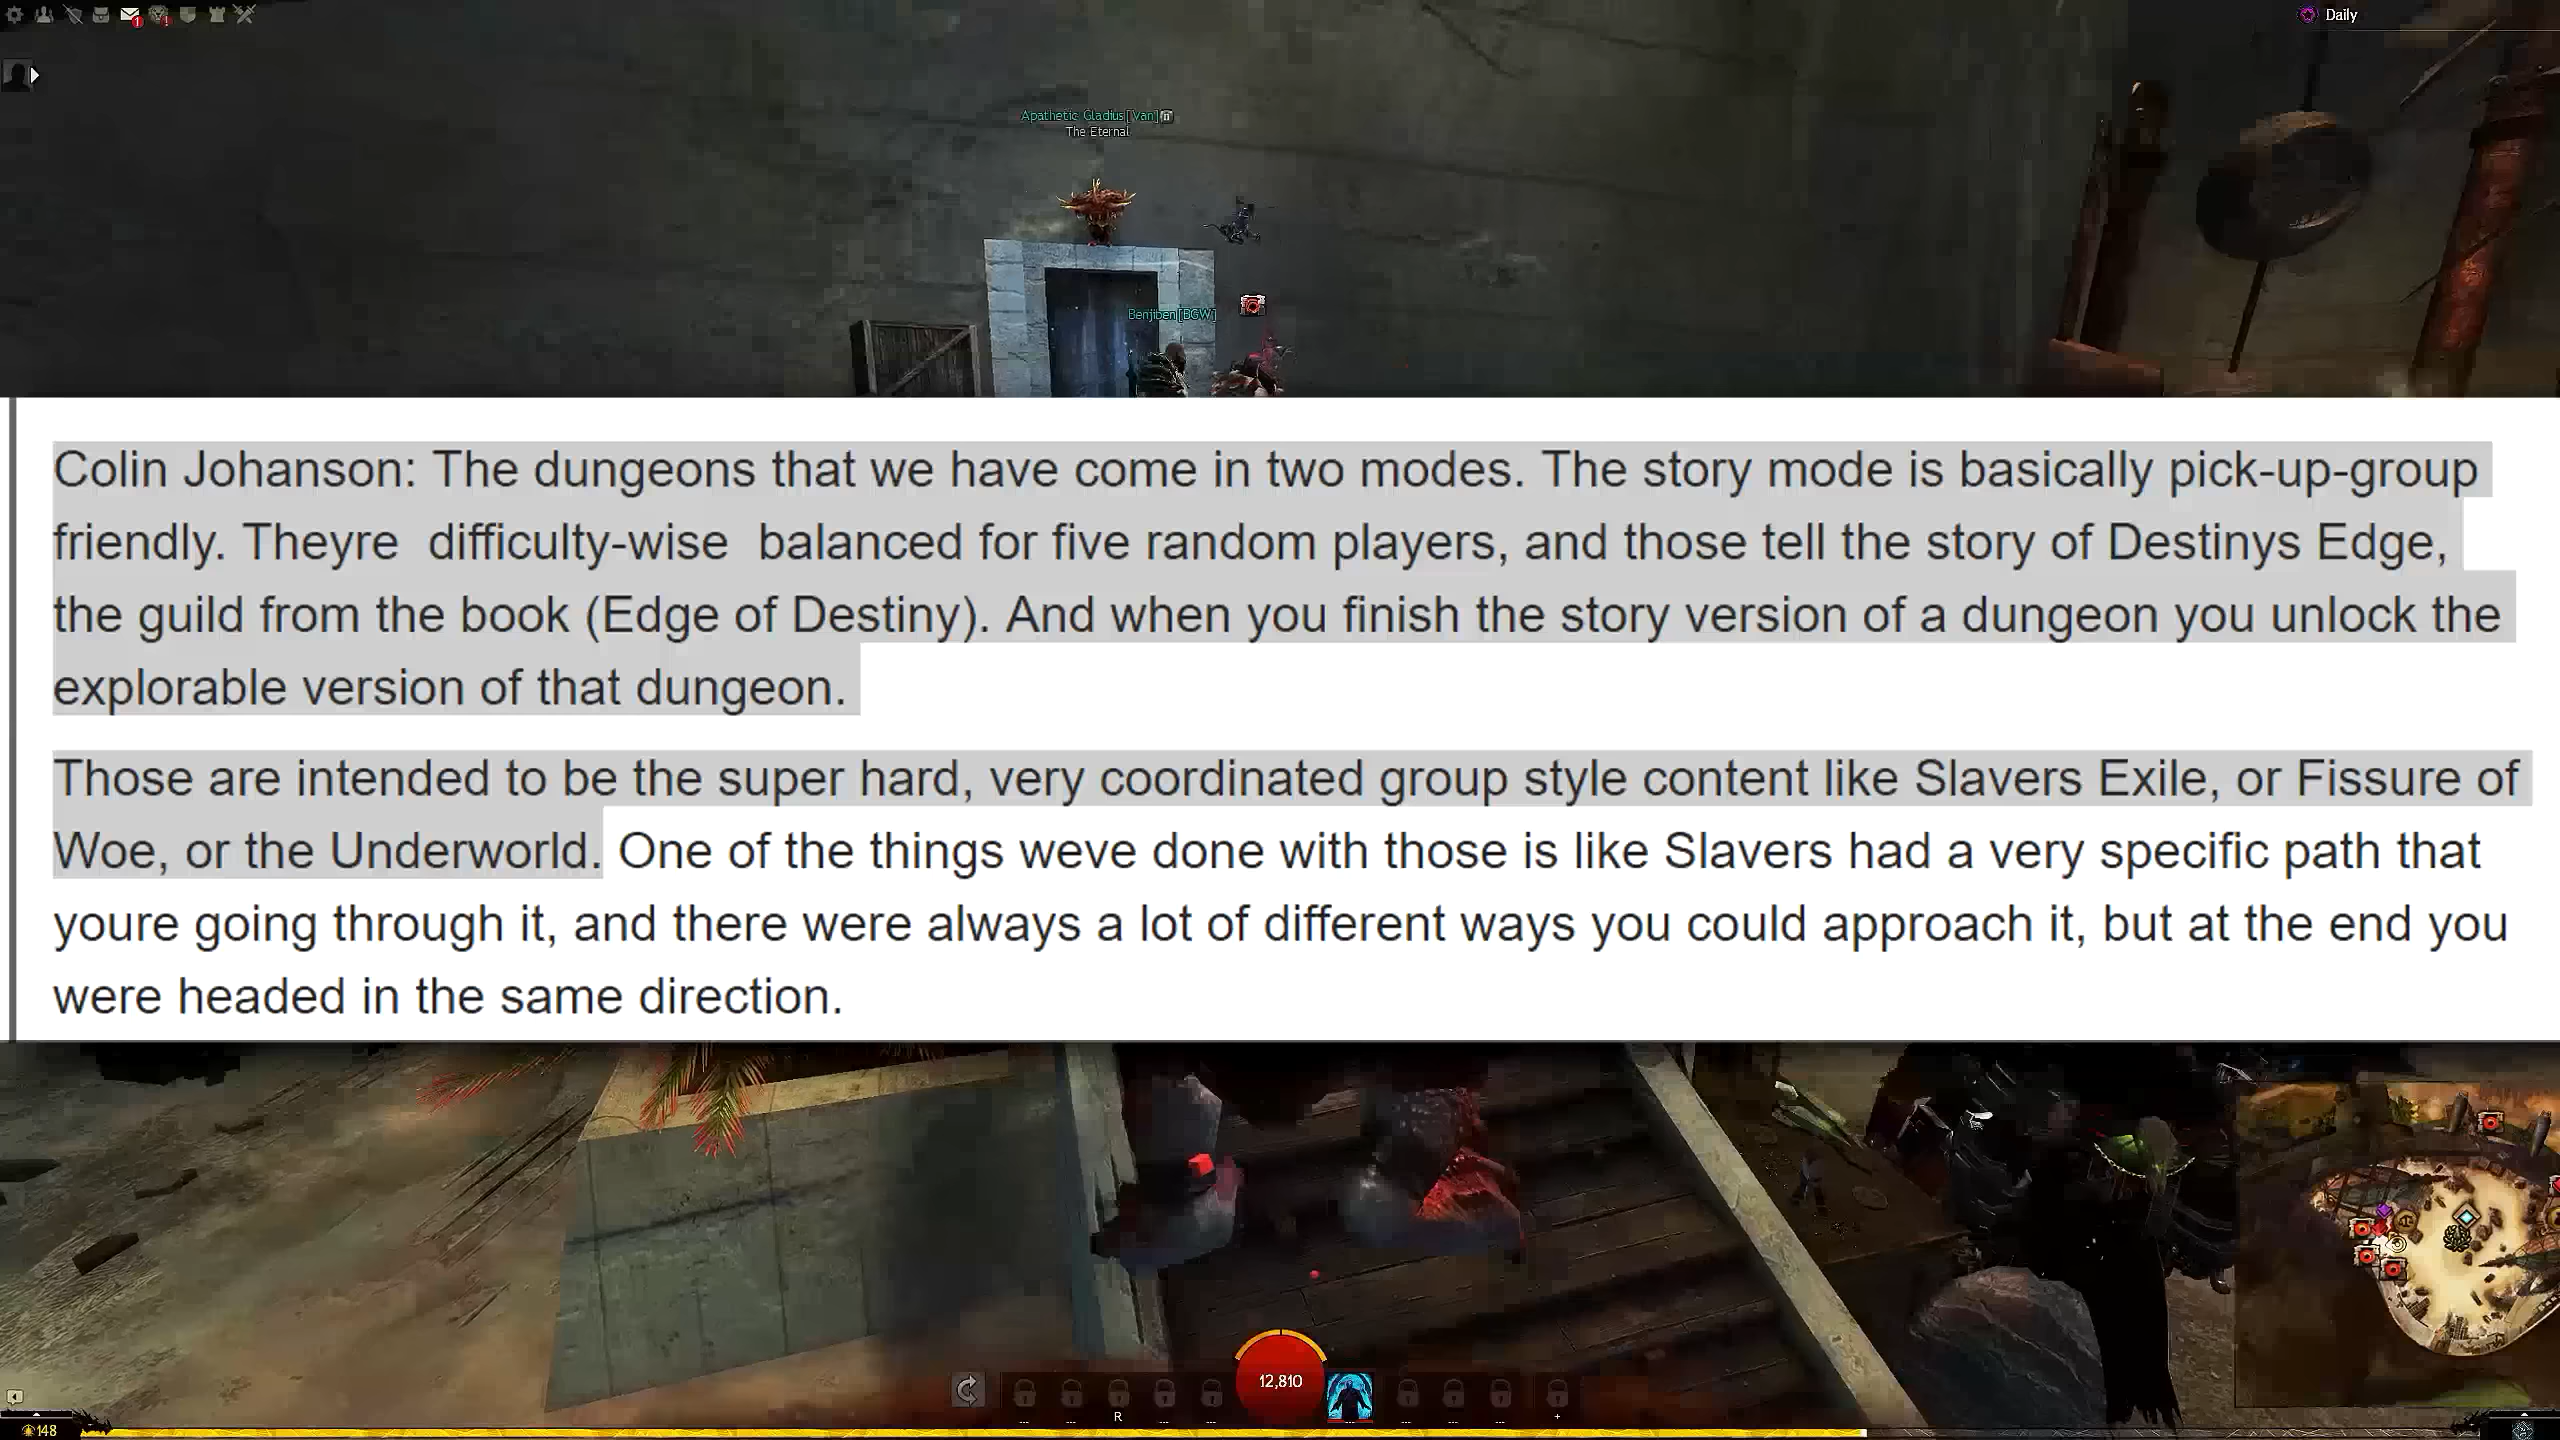 Daily
Apathetic Gladius[Van]
The Eternal
Benjiben[BGW]
Colin Johanson: The dungeons that we have come in two modes. The story mode is basically pick-up-group
friendly. Theyre  difficulty-wise  balanced for five random players, and those tell the story of Destinys Edge,
the guild from the book (Edge of Destiny). And when you finish the story version of a dungeon you unlock the
explorable version of that dungeon.
Those are intended to be the super hard, very coordinated group style content like Slavers Exile, or Fissure of
Woe, or the Underworld. One of the things weve done with those is like Slavers had a very specific path that
youre going through it, and there were always a lot of different ways you could approach it, but at the end you
were headed in the same direction.
12,810
R
148